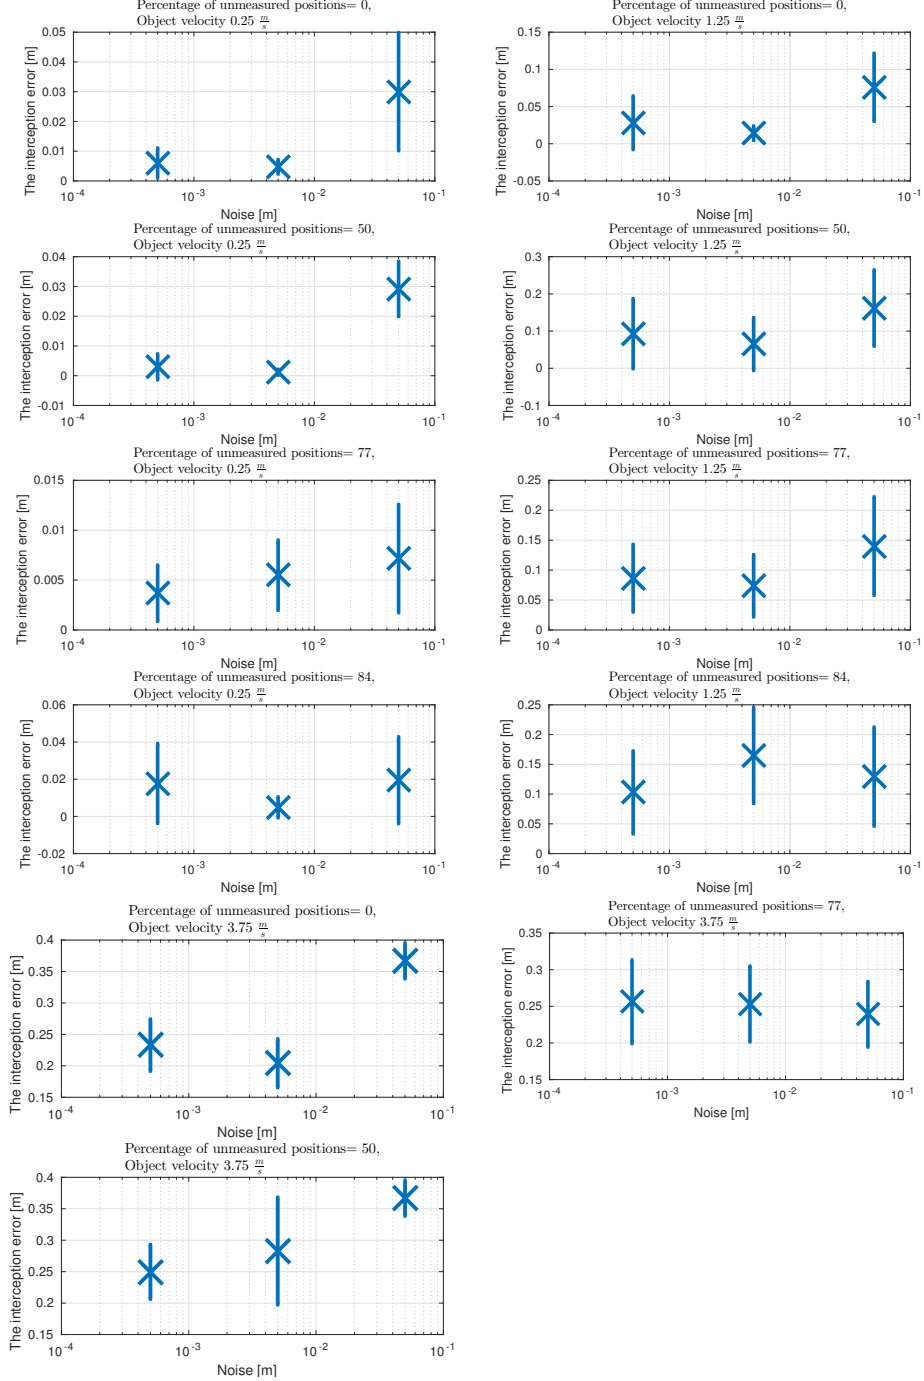 Percentage of unmeasured positions= 0,
Object velocity 0.25 m/s
The interception error [m]
0.05
0.04
0.03
0.02
0.01
0
10^-4
10^-3
10^-2
10^-1
Noise [m]
Percentage of unmeasured positions= 0,
Object velocity 1.25 m/s
The interception error [m]
0.15
0.1
0.05
0
-0.05
10^-4
10^-3
10^-2
10^-1
Noise [m]
Percentage of unmeasured positions= 50,
Object velocity 0.25 m/s
The interception error [m]
0.04
0.03
0.02
0.01
0
-0.01
10^-4
10^-3
10^-2
10^-1
Noise [m]
Percentage of unmeasured positions= 50,
Object velocity 1.25 m/s
The interception error [m]
0.3
0.2
0.1
0
-0.1
10^-4
10^-3
10^-2
10^-1
Noise [m]
Percentage of unmeasured positions= 77,
Object velocity 0.25 m/s
The interception error [m]
0.015
0.01
0.005
0
10^-4
10^-3
10^-2
10^-1
Noise [m]
Percentage of unmeasured positions= 77,
Object velocity 1.25 m/s
The interception error [m]
0.25
0.2
0.15
0.1
0.05
0
10^-4
10^-3
10^-2
10^-1
Noise [m]
Percentage of unmeasured positions= 84,
Object velocity 0.25 m/s
The interception error [m]
0.06
0.04
0.02
0
-0.02
10^-4
10^-3
10^-2
10^-1
Noise [m]
Percentage of unmeasured positions= 84,
Object velocity 1.25 m/s
The interception error [m]
0.25
0.2
0.15
0.1
0.05
0
10^-4
10^-3
10^-2
10^-1
Noise [m]
Percentage of unmeasured positions= 0,
Object velocity 3.75 m/s
The interception error [m]
0.4
0.35
0.3
0.25
0.2
0.15
10^-4
10^-3
10^-2
10^-1
Noise [m]
Percentage of unmeasured positions= 77,
Object velocity 3.75 m/s
The interception error [m]
0.35
0.3
0.25
0.2
0.15
10^-4
10^-3
10^-2
10^-1
Noise [m]
Percentage of unmeasured positions= 50,
Object velocity 3.75 m/s
The interception error [m]
0.4
0.35
0.3
0.25
0.2
0.15
10^-4
10^-3
10^-2
10^-1
Noise [m]